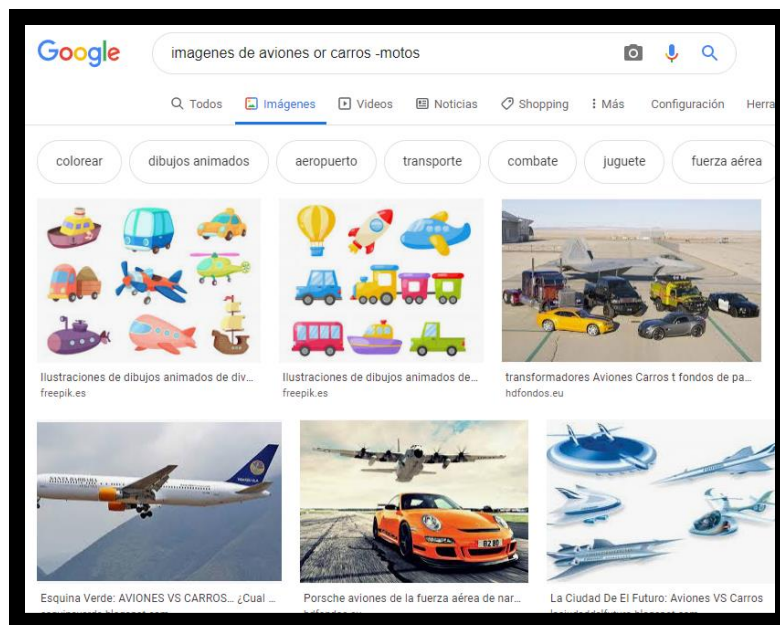 Google
imagenes de aviones or carros -motos
Todos Imágenes Videos Noticias Shopping Más Configuración Herra
colorear dibujos animados aeropuerto transporte combate juguete fuerza aérea
Ilustraciones de dibujos animados de div...
freepik.es
Ilustraciones de dibujos animados de...
freepik.es
transformadores Aviones Carros t fondos de pa...
hdfondos.eu
Esquina Verde: AVIONES VS CARROS... ¿Cual ...
Porsche aviones de la fuerza aérea de nar...
La Ciudad De El Futuro: Aviones VS Carros